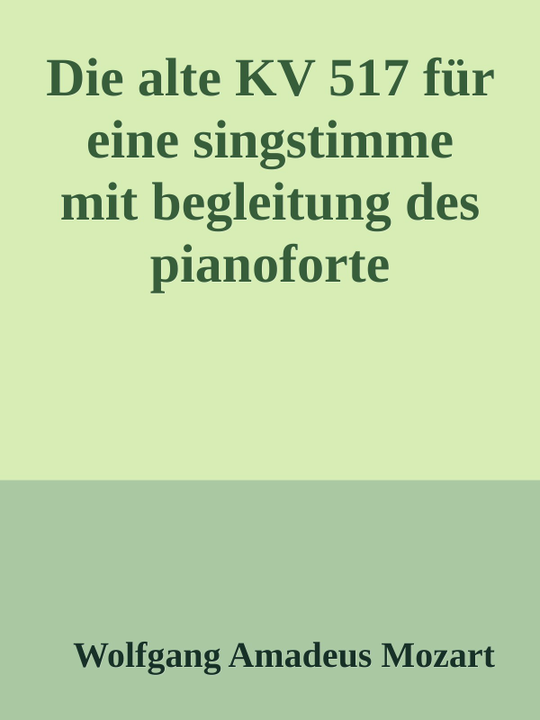 Die alte KV 517 für
eine singstimme
mit begleitung des
pianoforte
Wolfgang Amadeus Mozart